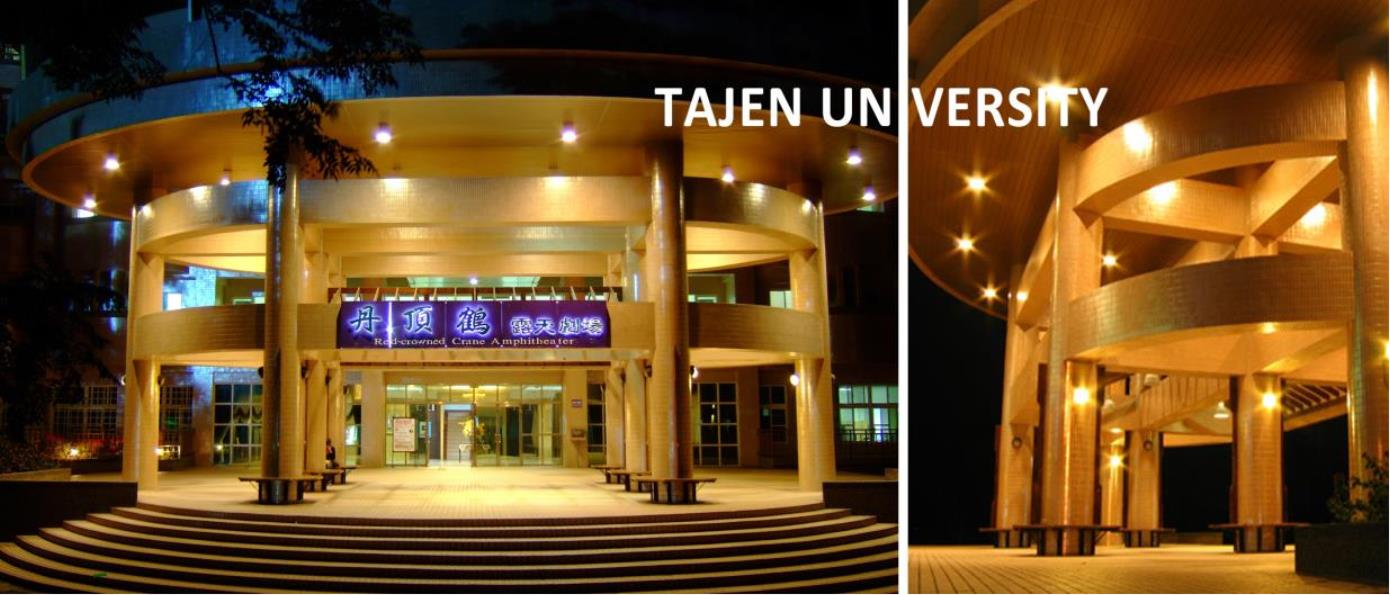 TAJEN UNIVERSITY
丹頂鶴 露天劇場
Red-crowned Crane Amphitheater